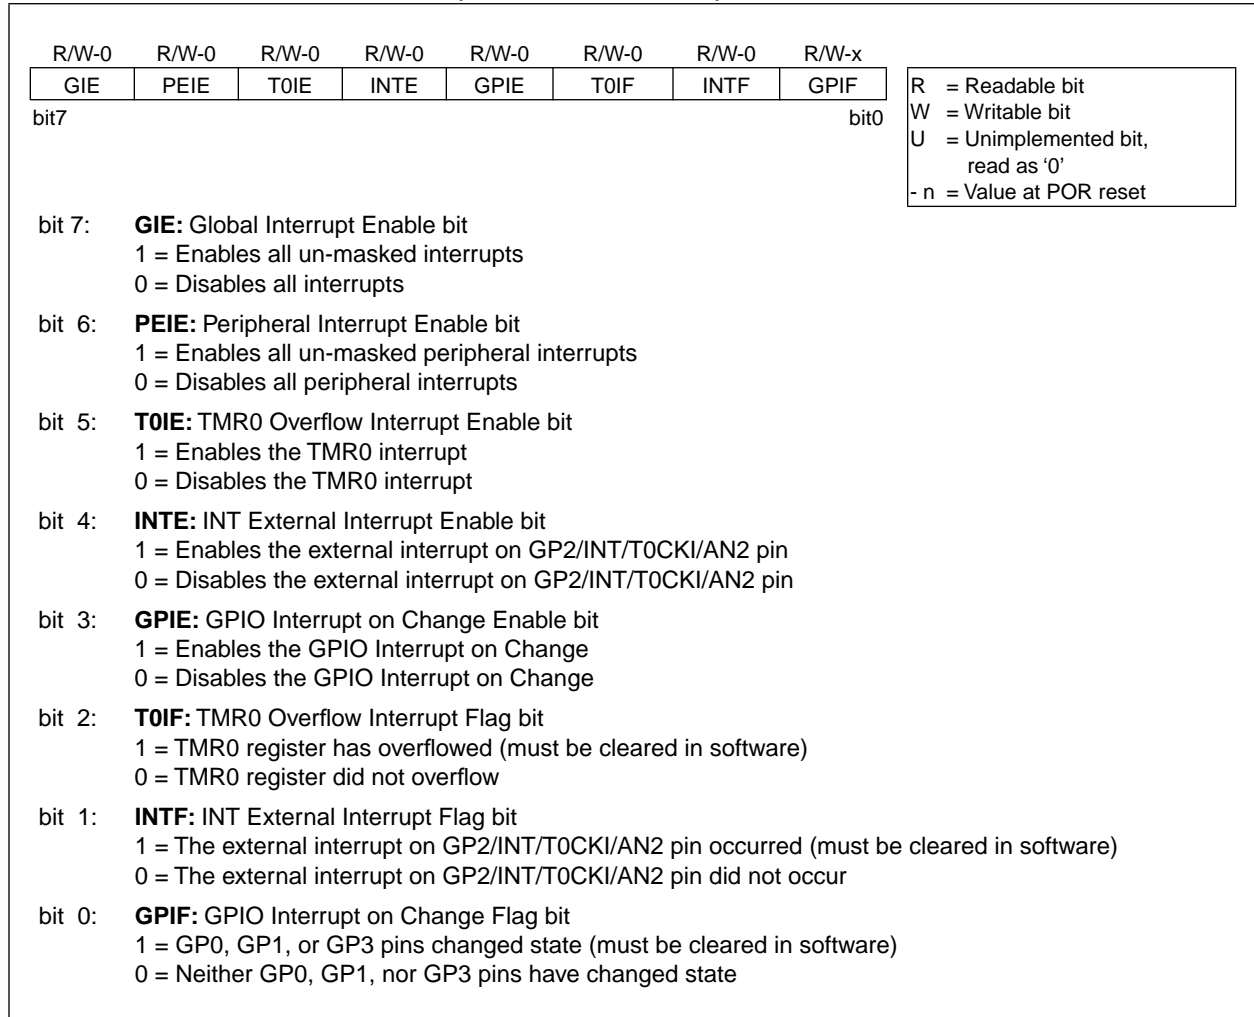 R/W-0 R/W-0 R/W-0 R/W-0 R/W-0 R/W-0 R/W-0 R/W-x
GIE PEIE T0IE INTE GPIE T0IF INTF GPIF
bit7 bit0
R = Readable bit
W = Writable bit
U = Unimplemented bit,
read as ‘0’
- n = Value at POR reset
bit 7: GIE: Global Interrupt Enable bit
1 = Enables all un-masked interrupts
0 = Disables all interrupts
bit 6: PEIE: Peripheral Interrupt Enable bit
1 = Enables all un-masked peripheral interrupts
0 = Disables all peripheral interrupts
bit 5: T0IE: TMR0 Overflow Interrupt Enable bit
1 = Enables the TMR0 interrupt
0 = Disables the TMR0 interrupt
bit 4: INTE: INT External Interrupt Enable bit
1 = Enables the external interrupt on GP2/INT/T0CKI/AN2 pin
0 = Disables the external interrupt on GP2/INT/T0CKI/AN2 pin
bit 3: GPIE: GPIO Interrupt on Change Enable bit
1 = Enables the GPIO Interrupt on Change
0 = Disables the GPIO Interrupt on Change
bit 2: T0IF: TMR0 Overflow Interrupt Flag bit
1 = TMR0 register has overflowed (must be cleared in software)
0 = TMR0 register did not overflow
bit 1: INTF: INT External Interrupt Flag bit
1 = The external interrupt on GP2/INT/T0CKI/AN2 pin occurred (must be cleared in software)
0 = The external interrupt on GP2/INT/T0CKI/AN2 pin did not occur
bit 0: GPIF: GPIO Interrupt on Change Flag bit
1 = GP0, GP1, or GP3 pins changed state (must be cleared in software)
0 = Neither GP0, GP1, nor GP3 pins have changed state